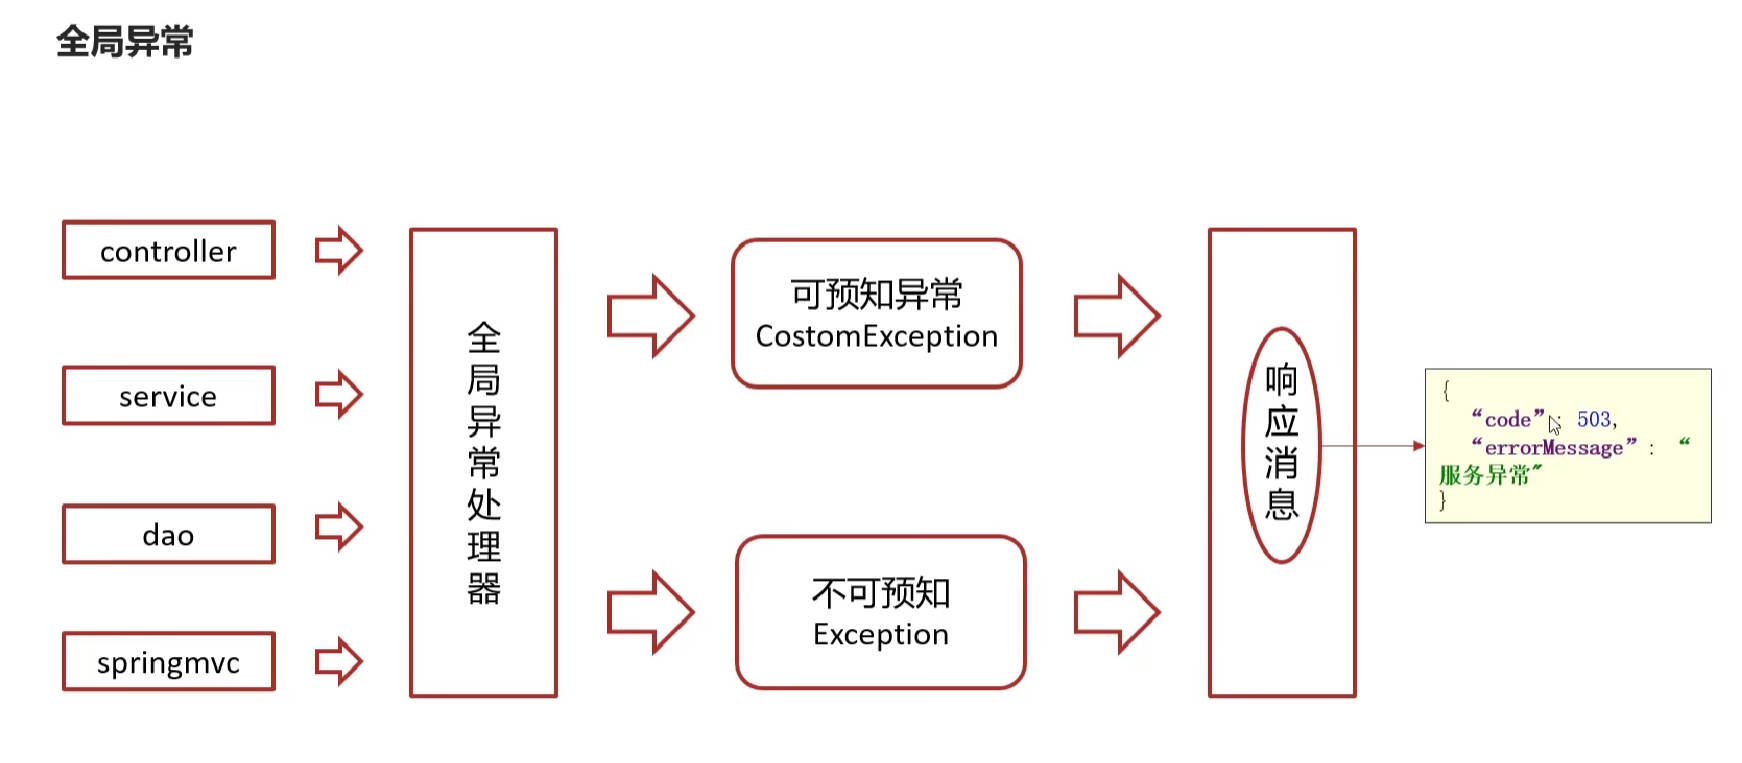 全局异常
controller
service
dao
springmvc
全局异常处理器
可预知异常
CostomException
不可预知
Exception
响应消息
{
“code”: 503,
“errorMessage” : “
服务异常"
}